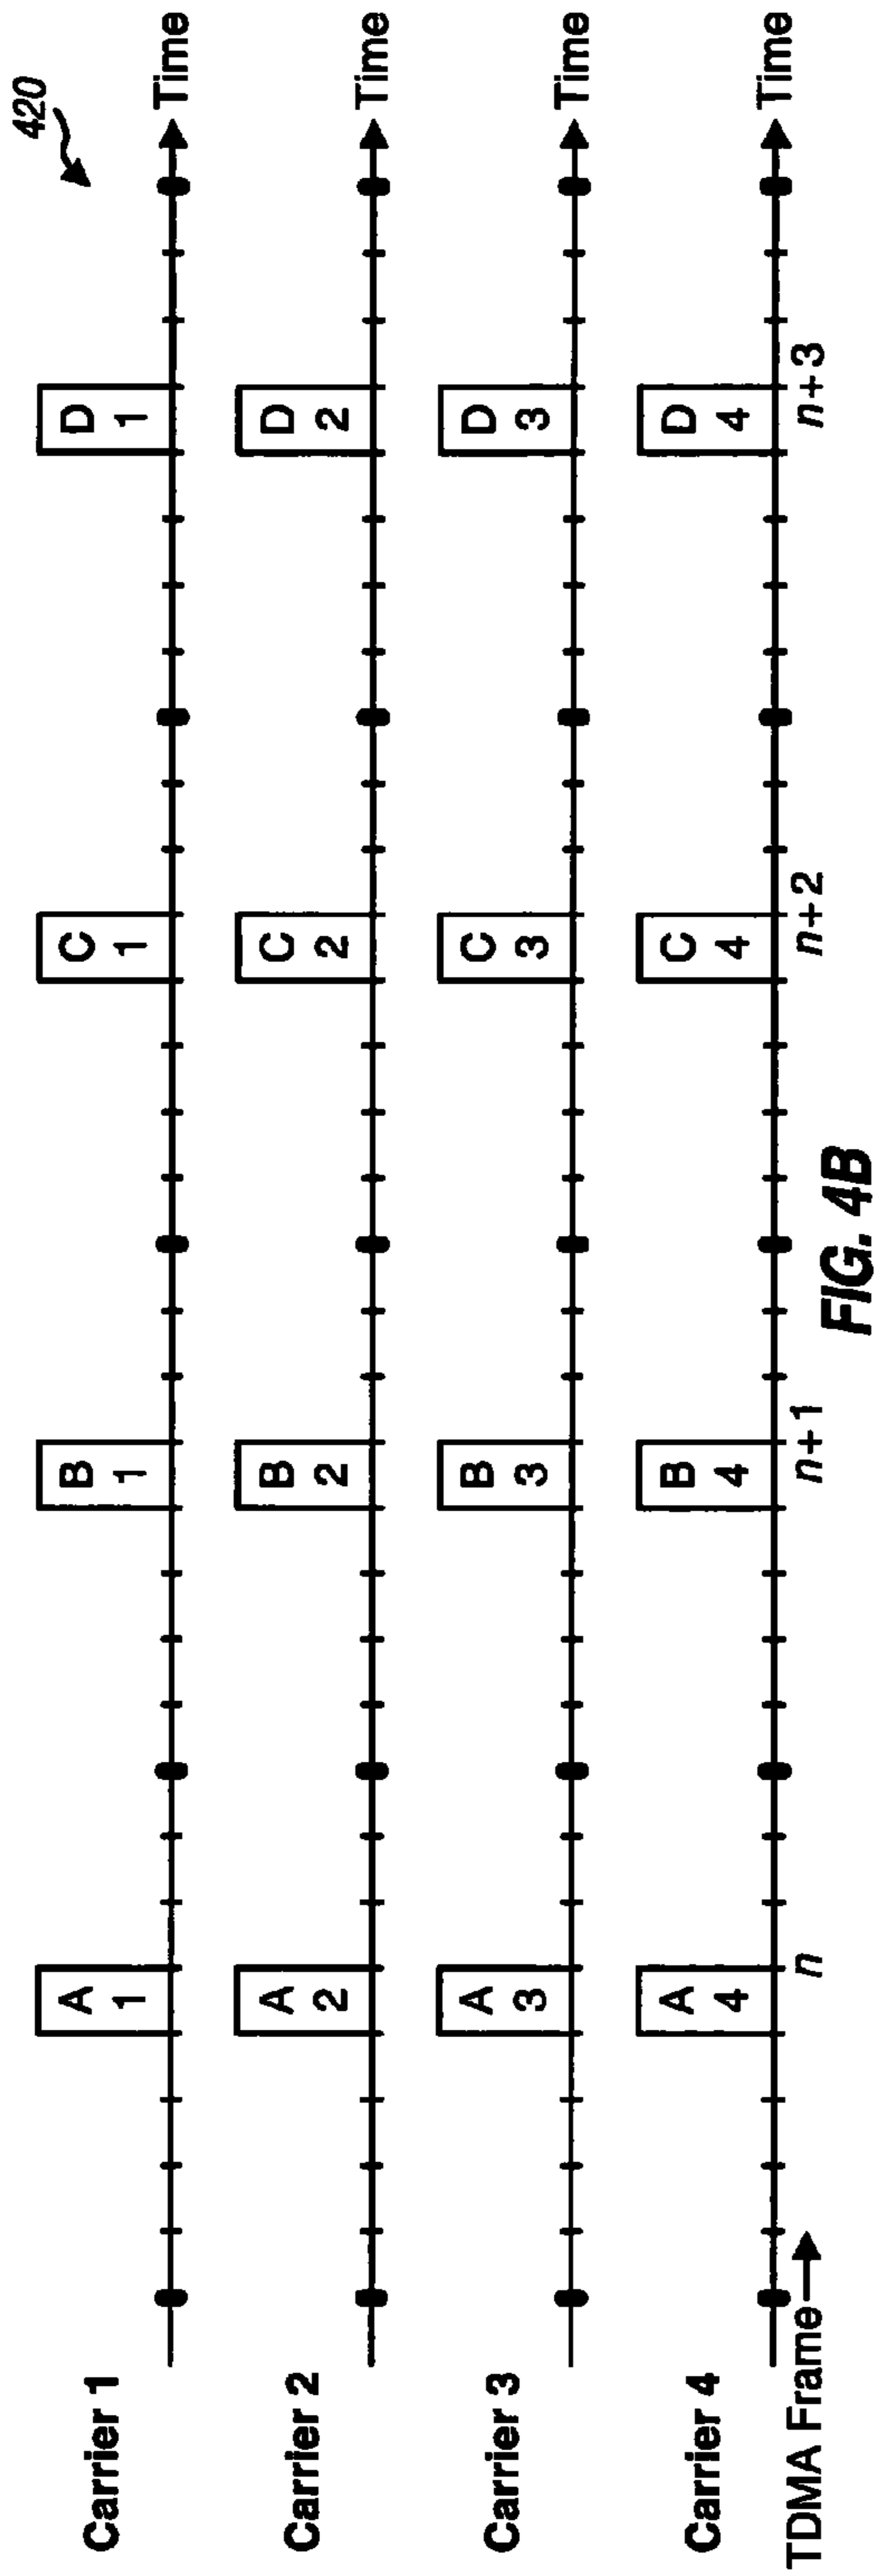 420
Carrier 1
A B C D
1 1 1 1
Time
Carrier 2
A B C D
2 2 2 2
Time
Carrier 3
A B C D
3 3 3 3
Time
Carrier 4
A B C D
4 4 4 4
Time
TDMA Frame n n+1 n+2 n+3
FIG. 4B